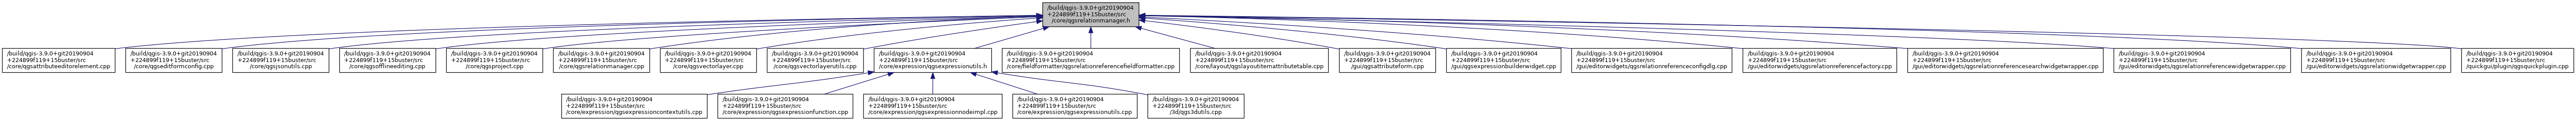 /build/qgis-3.9.0+git20190904
+224899f119+15buster/src
/core/qgsrelationmanager.h
/build/qgis-3.9.0+git20190904
+224899f119+15buster/src
/core/qgsattributeeditorelement.cpp
/build/qgis-3.9.0+git20190904
+224899f119+15buster/src
/core/qgseditformconfig.cpp
/build/qgis-3.9.0+git20190904
+224899f119+15buster/src
/core/qgsjsonutils.cpp
/build/qgis-3.9.0+git20190904
+224899f119+15buster/src
/core/qgsofflineediting.cpp
/build/qgis-3.9.0+git20190904
+224899f119+15buster/src
/core/qgsproject.cpp
/build/qgis-3.9.0+git20190904
+224899f119+15buster/src
/core/qgsrelationmanager.cpp
/build/qgis-3.9.0+git20190904
+224899f119+15buster/src
/core/qgsvectorlayer.cpp
/build/qgis-3.9.0+git20190904
+224899f119+15buster/src
/core/qgsvectorlayerutils.cpp
/build/qgis-3.9.0+git20190904
+224899f119+15buster/src
/core/expression/qgsexpressionutils.h
/build/qgis-3.9.0+git20190904
+224899f119+15buster/src
/core/fieldformatter/qgsrelationreferencefieldformatter.cpp
/build/qgis-3.9.0+git20190904
+224899f119+15buster/src
/core/layout/qgslayoutitemattributetable.cpp
/build/qgis-3.9.0+git20190904
+224899f119+15buster/src
/gui/qgsattributeform.cpp
/build/qgis-3.9.0+git20190904
+224899f119+15buster/src
/gui/qgsexpressionbuilderwidget.cpp
/build/qgis-3.9.0+git20190904
+224899f119+15buster/src
/gui/editorwidgets/qgsrelationreferenceconfigdlg.cpp
/build/qgis-3.9.0+git20190904
+224899f119+15buster/src
/gui/editorwidgets/qgsrelationreferencefactory.cpp
/build/qgis-3.9.0+git20190904
+224899f119+15buster/src
/gui/editorwidgets/qgsrelationreferencesearchwidgetwrapper.cpp
/build/qgis-3.9.0+git20190904
+224899f119+15buster/src
/gui/editorwidgets/qgsrelationreferencewidgetwrapper.cpp
/build/qgis-3.9.0+git20190904
+224899f119+15buster/src
/gui/editorwidgets/qgsrelationwidgetwrapper.cpp
/build/qgis-3.9.0+git20190904
+224899f119+15buster/src
/quickgui/plugin/qgsquickplugin.cpp
/build/qgis-3.9.0+git20190904
+224899f119+15buster/src
/core/expression/qgsexpressioncontextutils.cpp
/build/qgis-3.9.0+git20190904
+224899f119+15buster/src
/core/expression/qgsexpressionfunction.cpp
/build/qgis-3.9.0+git20190904
+224899f119+15buster/src
/core/expression/qgsexpressionnodeimpl.cpp
/build/qgis-3.9.0+git20190904
+224899f119+15buster/src
/core/expression/qgsexpressionutils.cpp
/build/qgis-3.9.0+git20190904
+224899f119+15buster/src
/3d/qgs3dutils.cpp